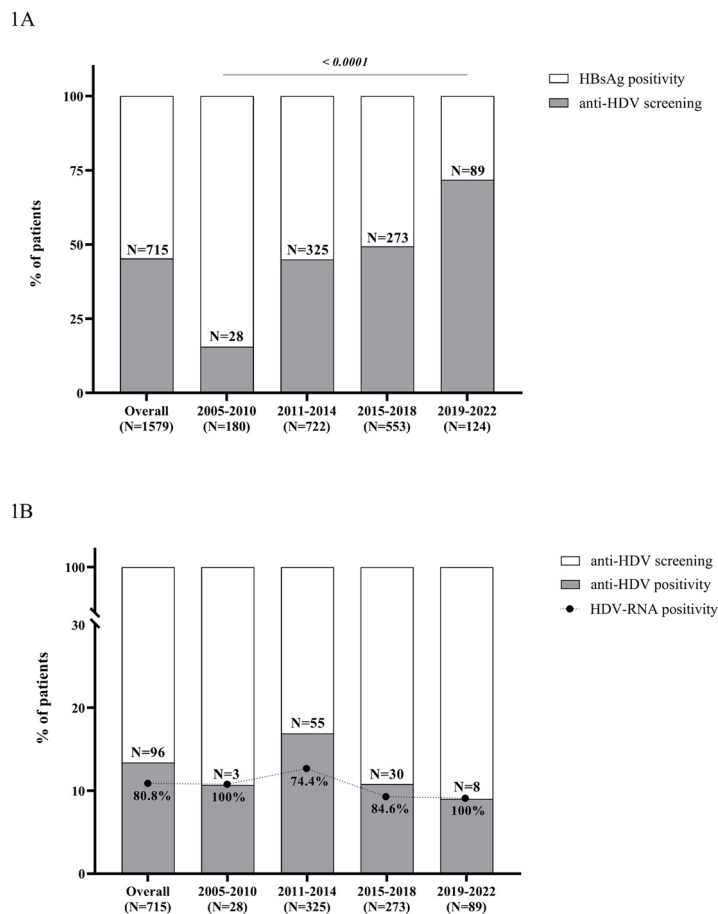 1A
< 0.0001
HBsAg positivity
anti-HDV screening
% of patients
100
75
50
25
0
N=715
N=28
N=325
N=273
N=89
Overall
(N=1579)
2005-2010
(N=180)
2011-2014
(N=722)
2015-2018
(N=553)
2019-2022
(N=124)
1B
anti-HDV screening
anti-HDV positivity
HDV-RNA positivity
% of patients
100
30
20
10
0
N=96
80.8%
N=3
100%
N=55
74.4%
N=30
84.6%
N=8
100%
Overall
(N=715)
2005-2010
(N=28)
2011-2014
(N=325)
2015-2018
(N=273)
2019-2022
(N=89)